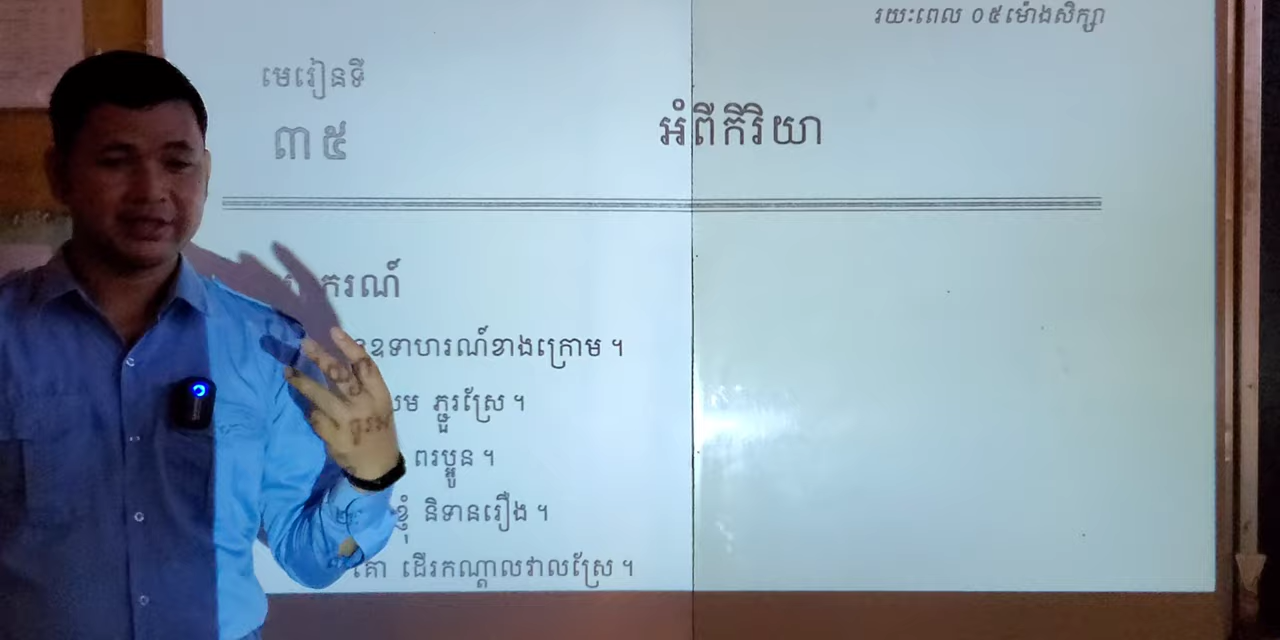 រយៈពេល ០៥ម៉ោងសិក្សា
មេរៀនទី
៣៥
អំពីកិរិយា
ករណ៍
ឧទាហរណ៍ខាងក្រោម ។
ភ្ជួរស្រែ ។
ពរប្អូន ។
ខ្ញុំ និទានរឿង ។
គោ ដើរកណ្ដាលវាលស្រែ ។